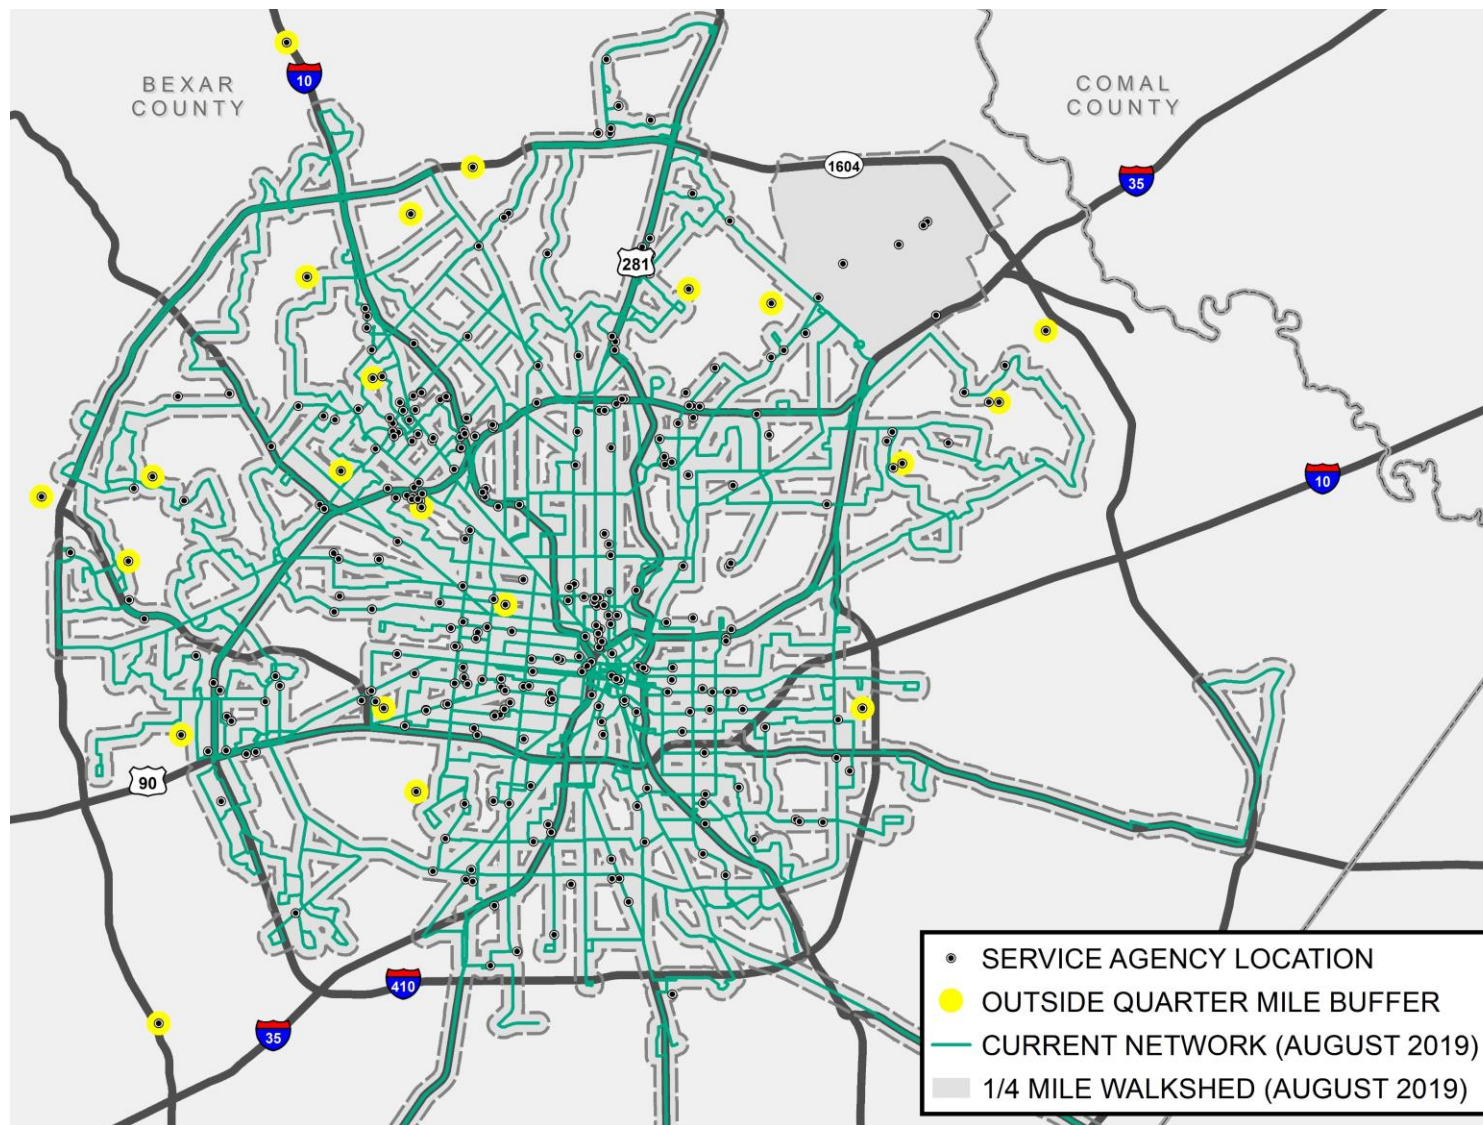 BEXAR
COUNTY
10
COMAL
COUNTY
1604
35
281
10
90
410
35
SERVICE AGENCY LOCATION
OUTSIDE QUARTER MILE BUFFER
CURRENT NETWORK (AUGUST 2019)
1/4 MILE WALKSHED (AUGUST 2019)